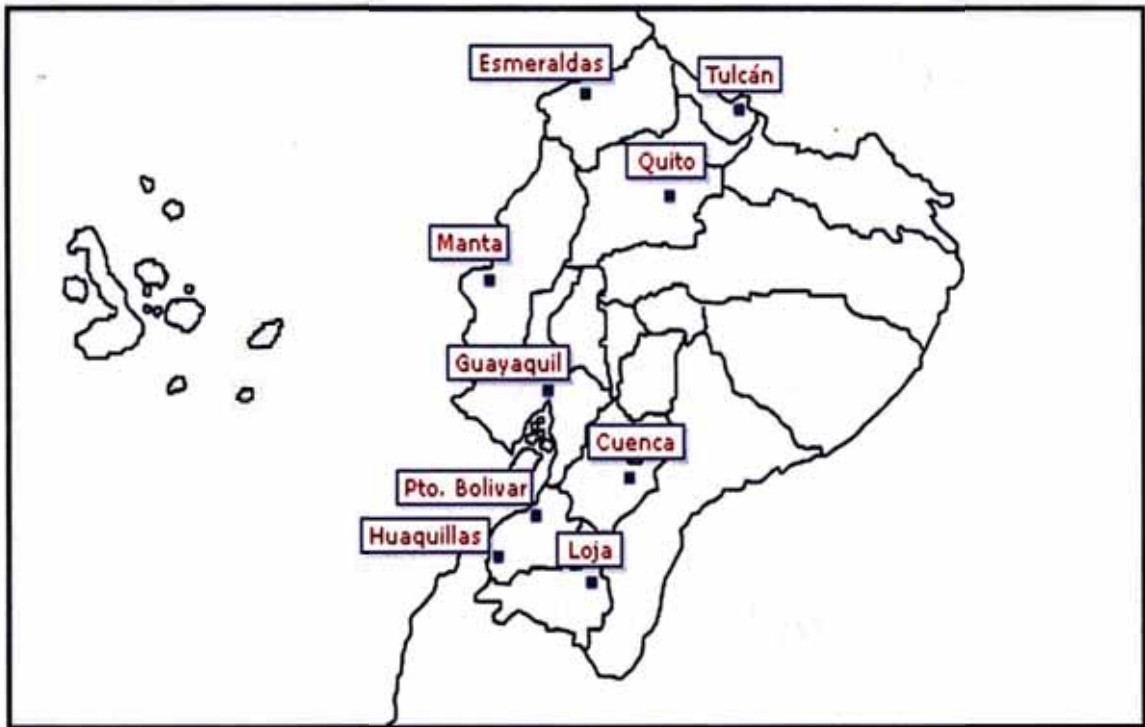 Esmeraldas
Tulcán
Quito
Manta
Guayaquil
Cuenca
Pto. Bolivar
Huaquillas
Loja